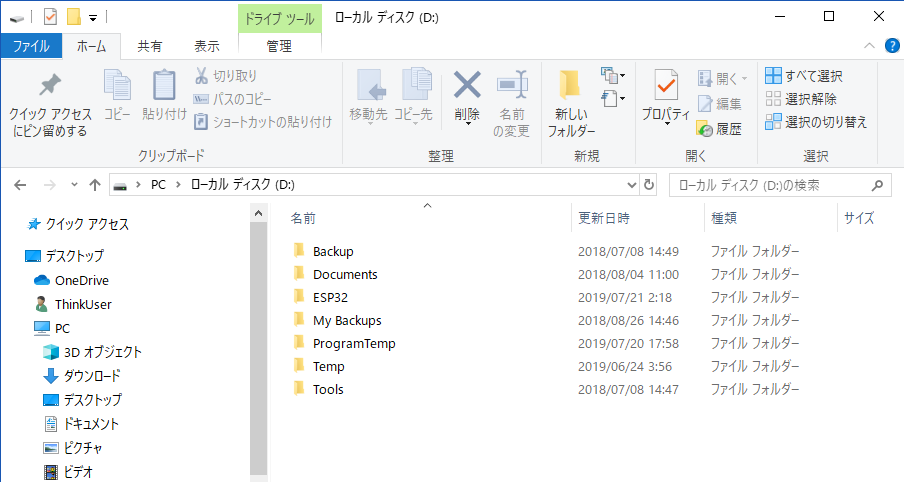 ドライブ ツール
ローカル ディスク (D:)
ファイル ホーム 共有 表示 管理
クイック アクセス
にピン留めする
コピー
貼り付け
切り取り
パスのコピー
ショートカットの貼り付け
クリップボード
移動先
コピー先
削除
名前
の変更
整理
新しい
フォルダー
新規
プロパティ
開く
編集
履歴
開く
すべて選択
選択解除
選択の切り替え
選択
PC › ローカル ディスク (D:)
ローカル ディスク (D:)の検索
クイック アクセス
デスクトップ
OneDrive
ThinkUser
PC
3D オブジェクト
ダウンロード
デスクトップ
ドキュメント
ピクチャ
ビデオ
名前 更新日時 種類 サイズ
Backup 2018/07/08 14:49 ファイル フォルダー
Documents 2018/08/04 11:00 ファイル フォルダー
ESP32 2019/07/21 2:18 ファイル フォルダー
My Backups 2018/08/26 14:46 ファイル フォルダー
ProgramTemp 2019/07/20 17:58 ファイル フォルダー
Temp 2019/06/24 3:56 ファイル フォルダー
Tools 2018/07/08 14:47 ファイル フォルダー